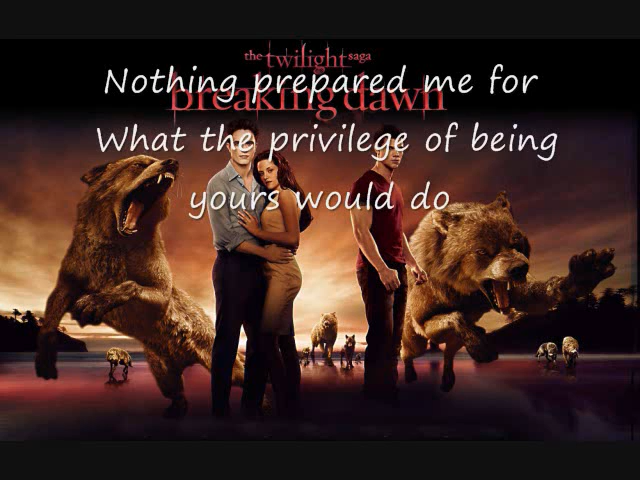 the twilight saga
breaking dawn
Nothing prepared me for
What the privilege of being
yours would do